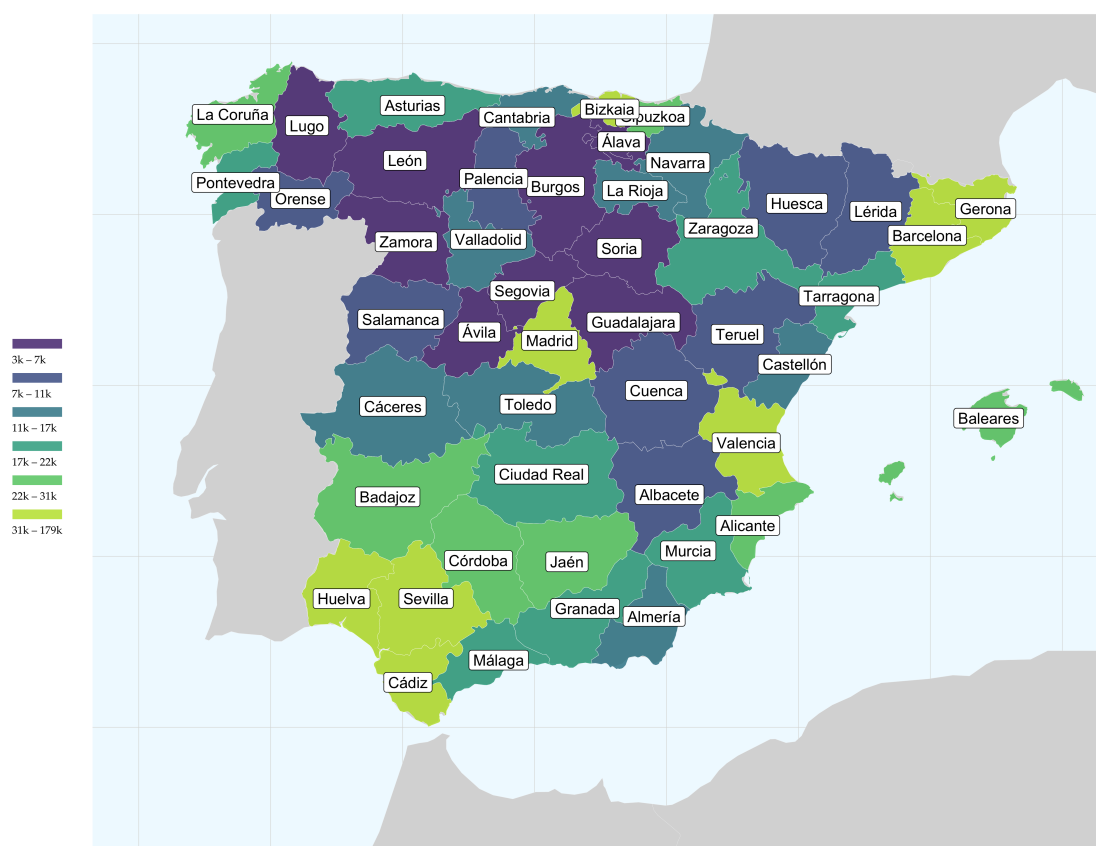 La Coruña
Lugo
Asturias
Cantabria
Bizkaia
Gipuzkoa
Álava
León
Navarra
Pontevedra
Orense
Palencia
Burgos
La Rioja
Huesca
Lérida
Gerona
Barcelona
Zaragoza
Zamora
Valladolid
Soria
Segovia
Tarragona
Salamanca
Ávila
Guadalajara
Madrid
Teruel
Castellón
3k – 7k
7k – 11k
11k – 17k
17k – 22k
22k – 31k
31k – 179k
Cáceres
Toledo
Cuenca
Baleares
Valencia
Ciudad Real
Badajoz
Albacete
Alicante
Murcia
Córdoba
Jaén
Huelva
Sevilla
Granada
Almería
Málaga
Cádiz